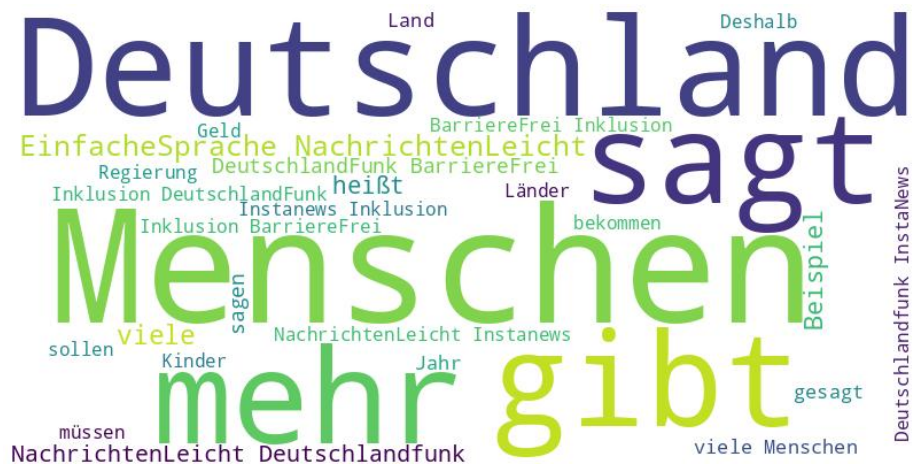 Deutschland
Land
Deshalb
Geld
BarriereFrei Inklusion
EinfacheSprache NachrichtenLeicht
sagt
DeutschlandFunk BarriereFrei
Regierung
heißt
Inklusion DeutschlandFunk
Länder
Instanews Inklusion
Inklusion BarriereFrei
bekommen
Menschen
Beispiel
Deutschlandfunk InstaNews
sagen
viele
NachrichtenLeicht Instanews
gibt
sollen
Kinder
mehr
Jahr
gesagt
müssen
viele Menschen
NachrichtenLeicht Deutschlandfunk